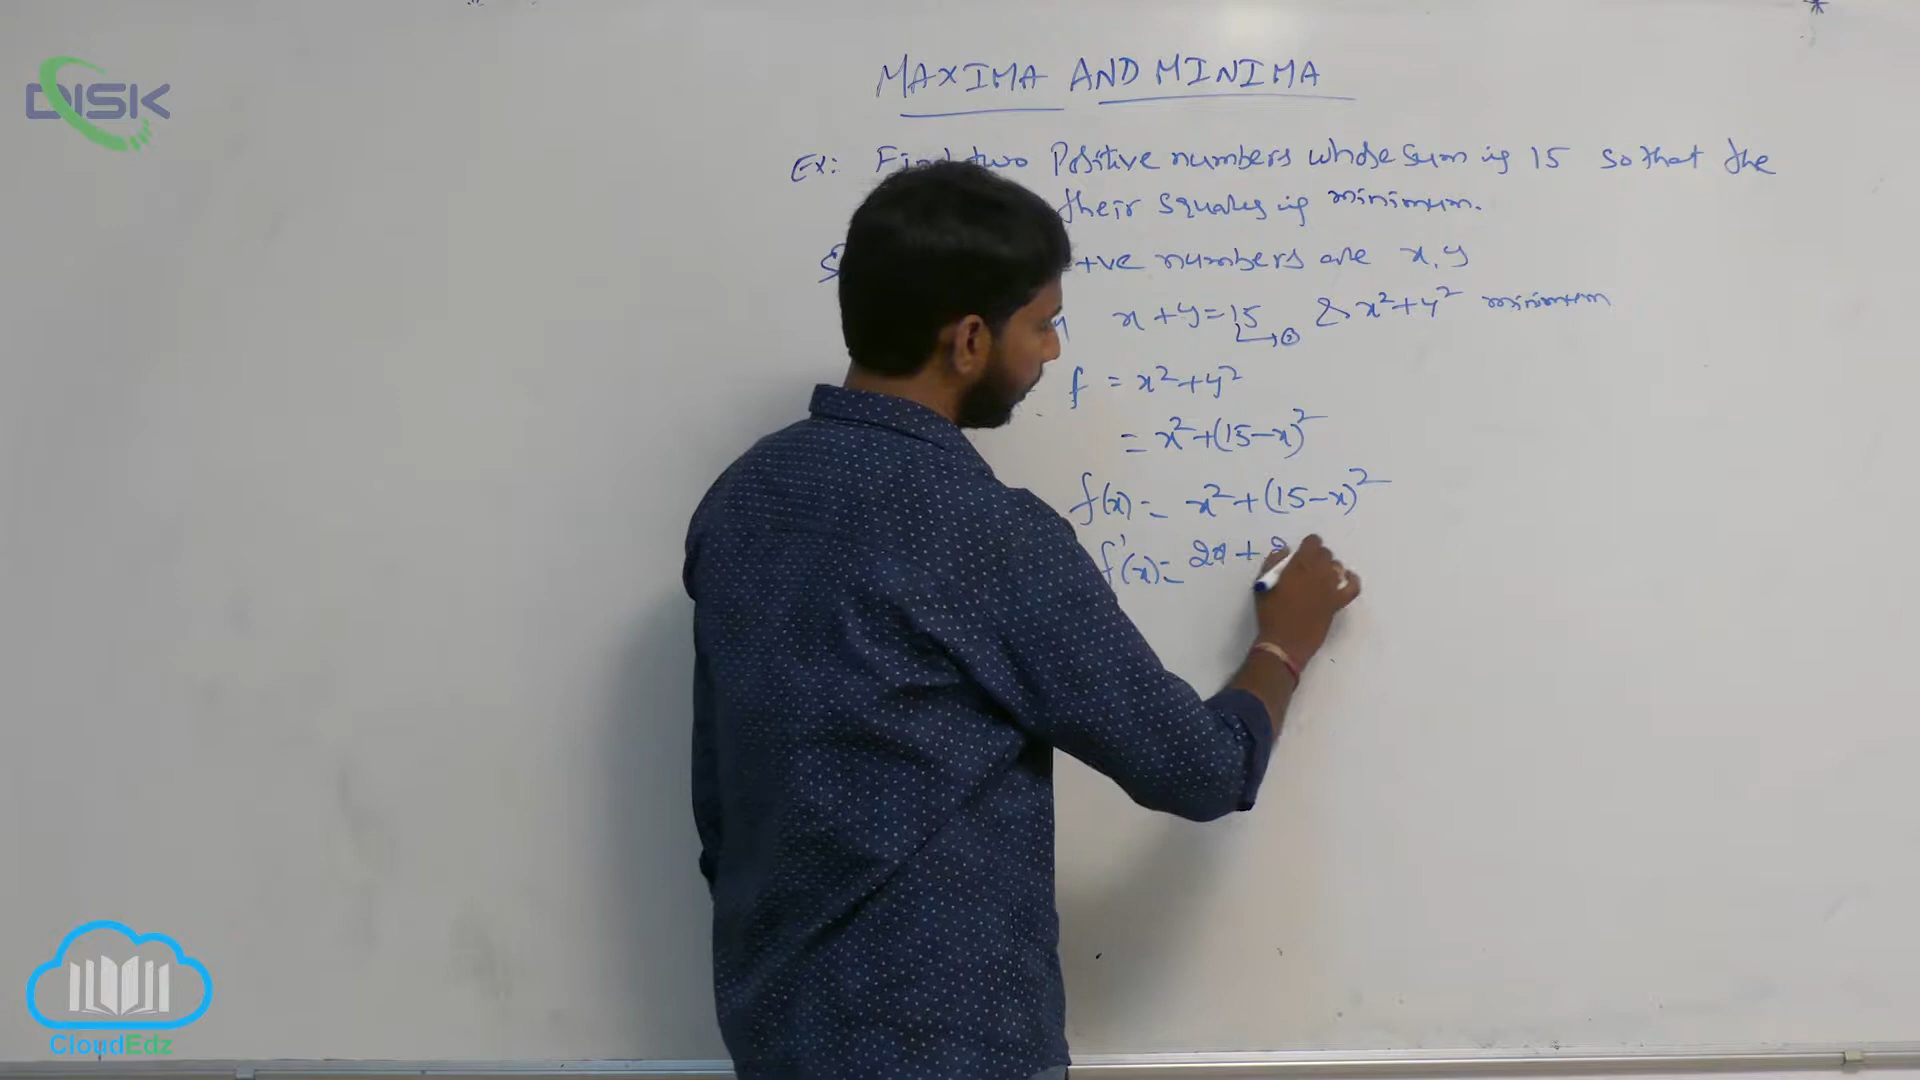 DISK
MAXIMA AND MINIMA
Ex: Find two Positive numbers whose sum is 15 so that the
their squares is minimum.
+ve numbers are x, y
x + y = 15 & x² + y² minimum
f = x² + y²
= x² + (15 - x)²
f(x) = x² + (15 - x)²
f'(x) = 2x + 2
CloudEdz